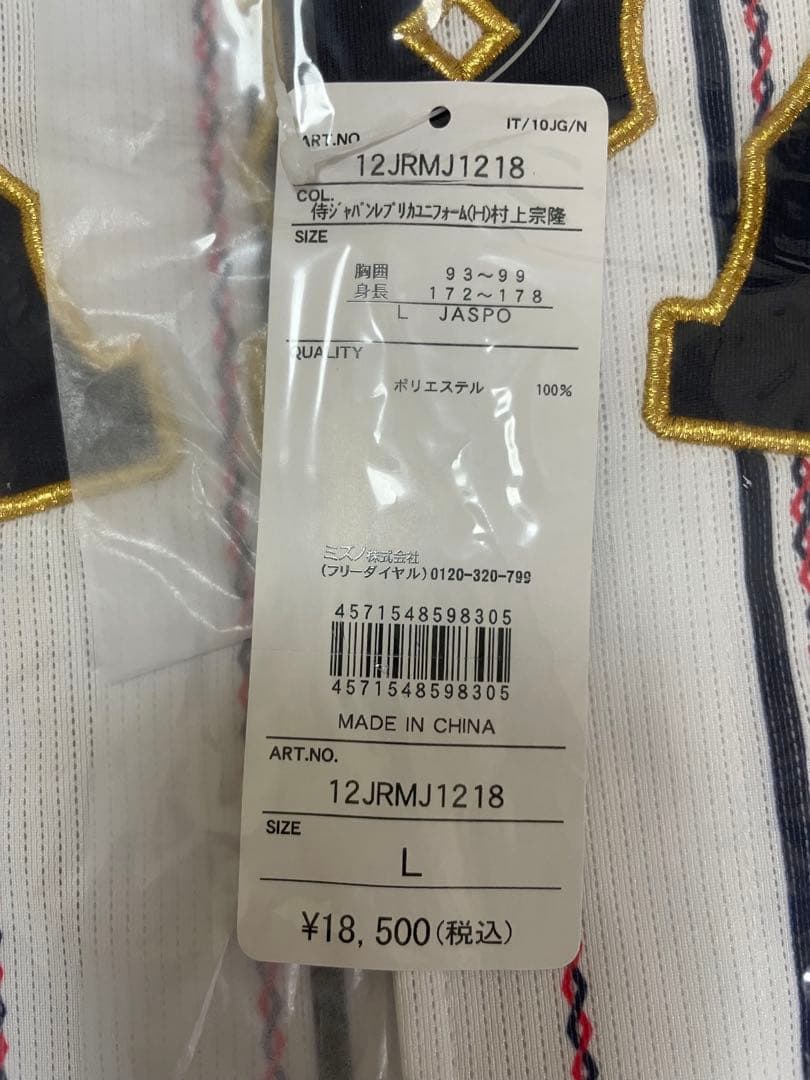 IT/10JG/N
ART.NO
12JRMJ1218
COL.
侍ｼﾞｬﾊﾟﾝﾚﾌﾟﾘｶﾕﾆﾌｫｰﾑ(H)村上宗隆
SIZE
胸囲 93～99
身長 172～178
L JASPO
QUALITY
ポリエステル 100%
ミズノ株式会社
(フリーダイヤル)0120-320-799
4571548598305
4571548598305
MADE IN CHINA
ART.NO.
12JRMJ1218
SIZE
L
¥18,500(税込)